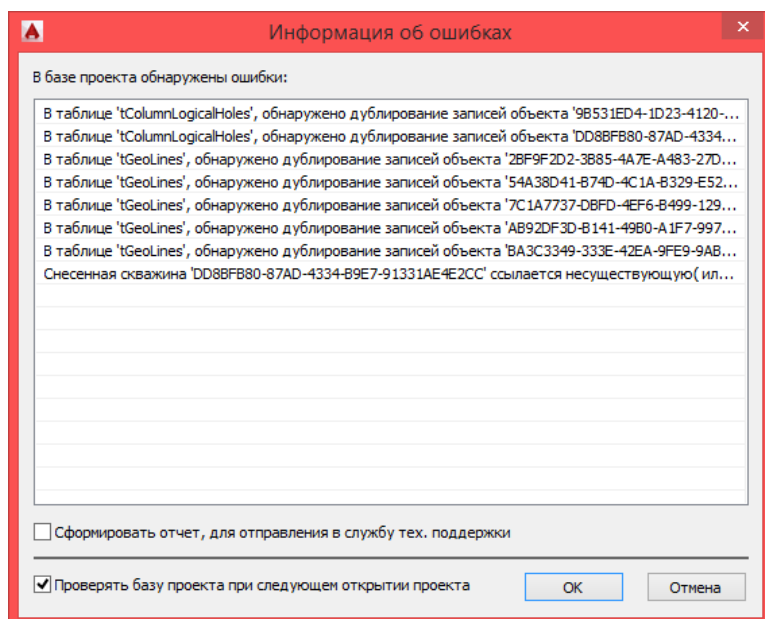 Информация об ошибках
В базе проекта обнаружены ошибки:
В таблице 'tColumnLogicalHoles', обнаружено дублирование записей объекта '9B531ED4-1D23-4120-...
В таблице 'tColumnLogicalHoles', обнаружено дублирование записей объекта 'DD8BFB80-87AD-4334...
В таблице 'tGeoLines', обнаружено дублирование записей объекта '2BF9F2D2-3B85-4A7E-A483-27D...
В таблице 'tGeoLines', обнаружено дублирование записей объекта '54A38D41-B74D-4C1A-B329-E52...
В таблице 'tGeoLines', обнаружено дублирование записей объекта '7C1A7737-DBFD-4EF6-B499-129...
В таблице 'tGeoLines', обнаружено дублирование записей объекта 'AB92DF3D-B141-49B0-A1F7-997...
В таблице 'tGeoLines', обнаружено дублирование записей объекта 'BA3C3349-333E-42EA-9FE9-9AB...
Снесенная скважина 'DD8BFB80-87AD-4334-B9E7-91331AE4E2CC' ссылается несуществующую( ил...
Сформировать отчет, для отправления в службу тех. поддержки
Проверять базу проекта при следующем открытии проекта
ОК
Отмена